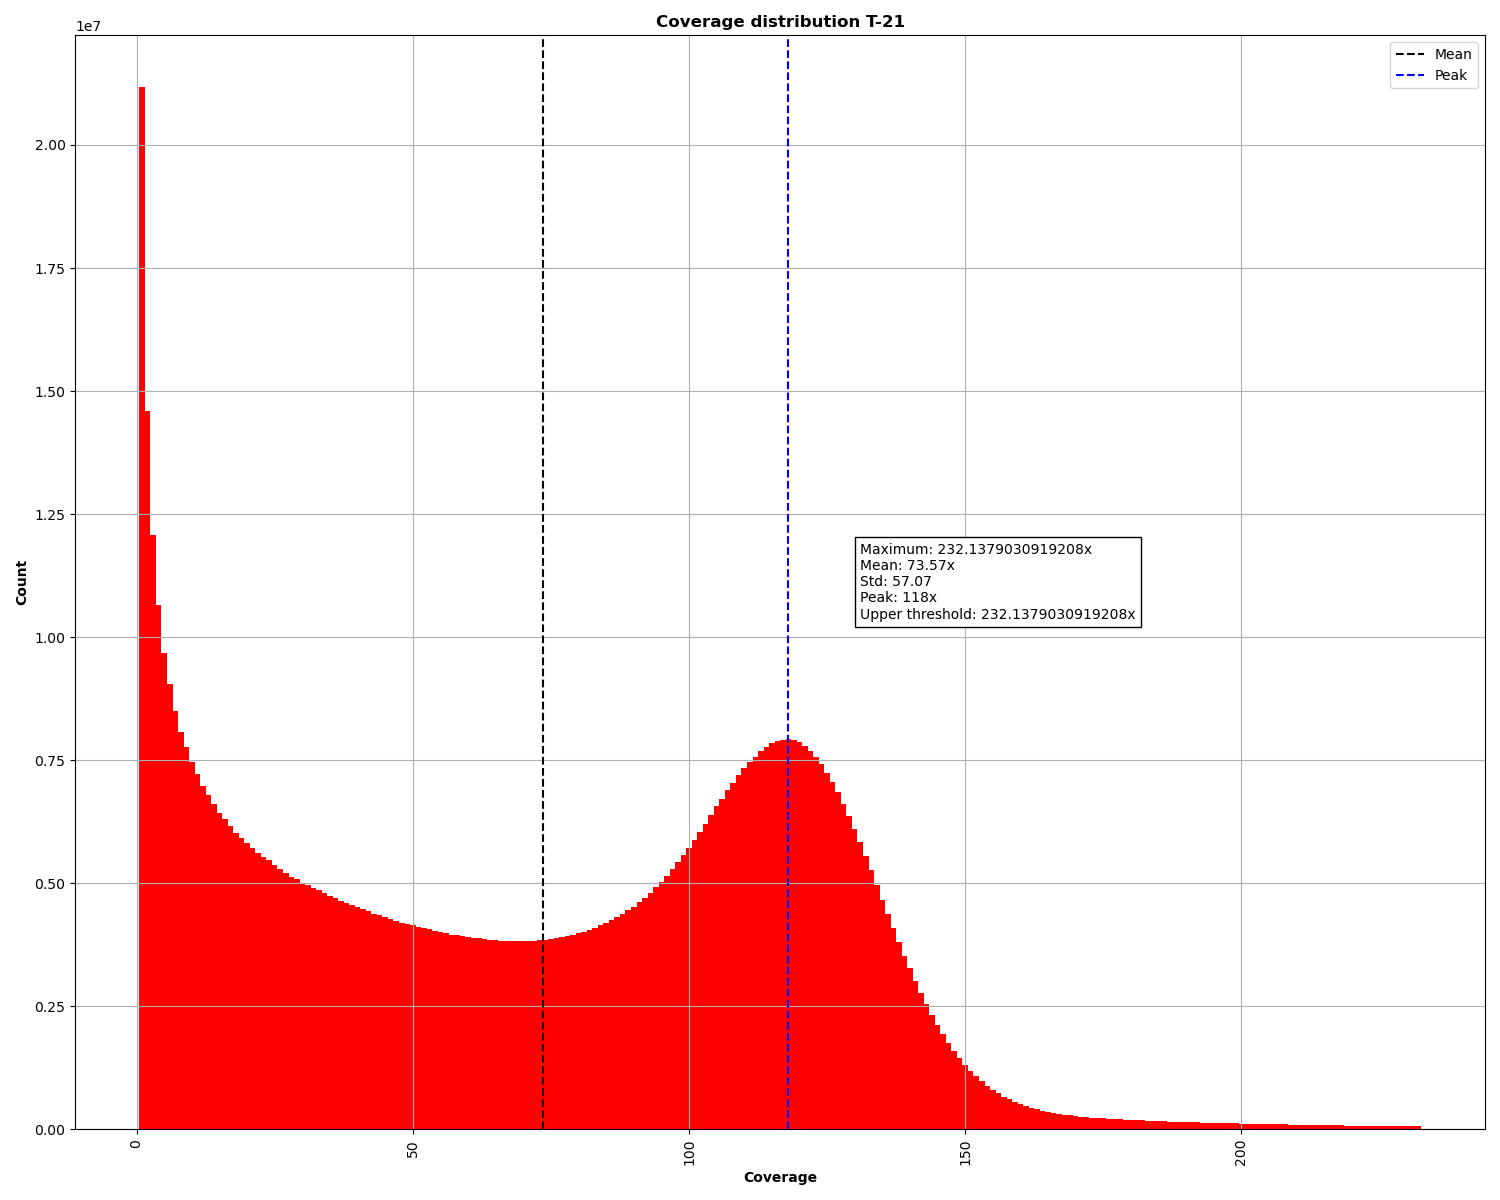 Coverage distribution T-21
1e7
Mean
Peak
2.00
1.75
1.50
1.25
1.00
0.75
0.50
0.25
0.00
Count
Maximum: 232.1379030919208x
Mean: 73.57x
Std: 57.07
Peak: 118x
Upper threshold: 232.1379030919208x
0
50
100
150
200
Coverage